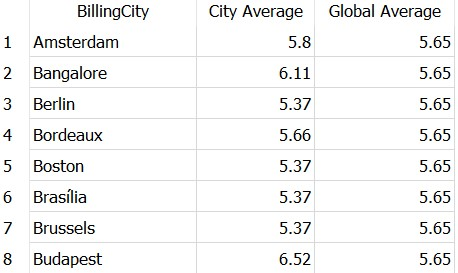 BillingCity City Average Global Average
1 Amsterdam 5.8 5.65
2 Bangalore 6.11 5.65
3 Berlin 5.37 5.65
4 Bordeaux 5.66 5.65
5 Boston 5.37 5.65
6 Brasília 5.37 5.65
7 Brussels 5.37 5.65
8 Budapest 6.52 5.65